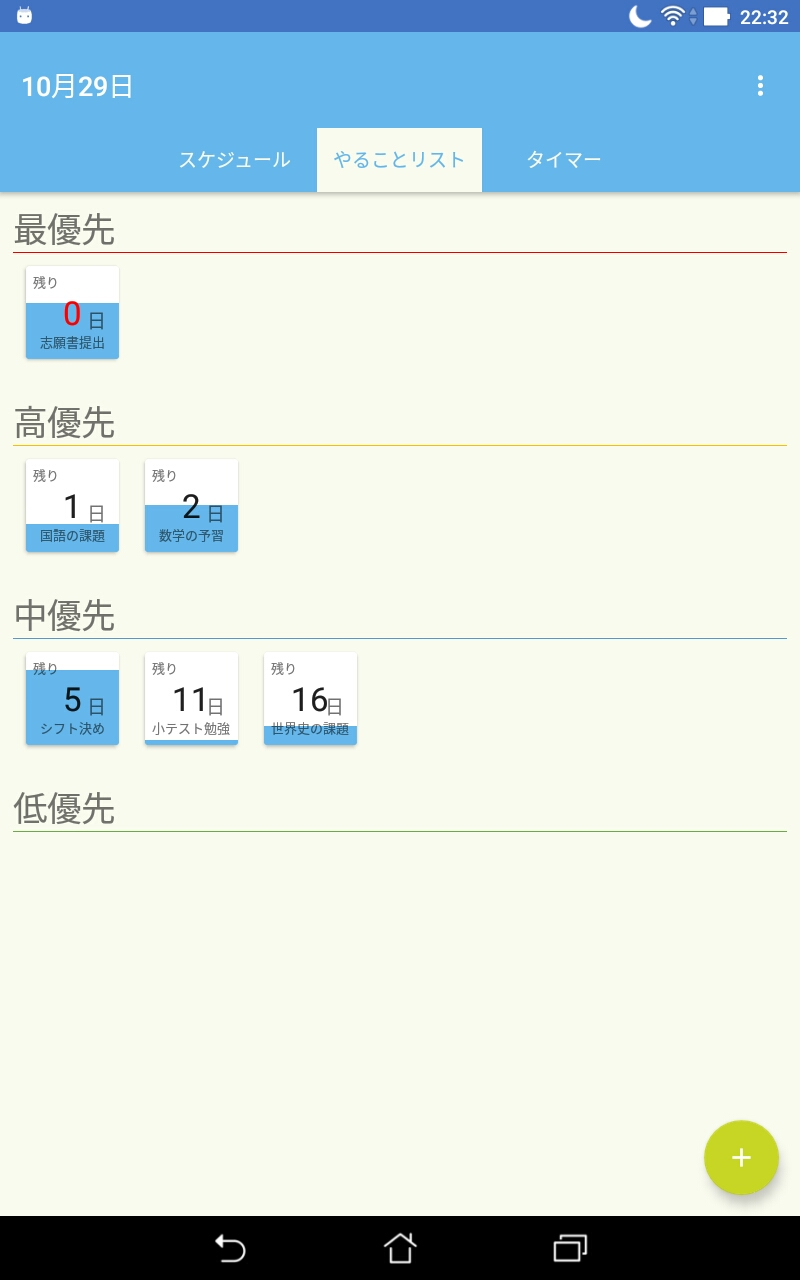 22:32
10月29日
スケジュール やることリスト タイマー
最優先
残り
0 日
志願書提出
高優先
残り
1 日
国語の課題
残り
2 日
数学の予習
中優先
残り
5 日
シフト決め
残り
11日
小テスト勉強
残り
16日
世界史の課題
低優先
+